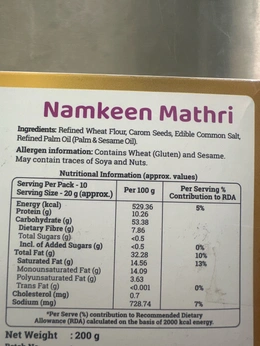 Namkeen Mathri
Ingredients: Refined Wheat Flour, Carom Seeds, Edible Common Salt,
Refined Palm Oil (Palm & Sesame Oil).
Allergen information: Contains Wheat (Gluten) and Sesame.
May contain traces of Soya and Nuts.
Nutritional Information (approx. values)
Serving Per Pack - 10
Serving Size - 20 g (approx.) Per 100 g Per Serving % Contribution to RDA
Energy (kcal) 529.36 5%
Protein (g) 10.26
Carbohydrate (g) 53.38
Dietary Fibre (g) 7.86
Total Sugars (g) <0.5
Incl. of Added Sugars (g) <0.5 0%
Total Fat (g) 32.28 10%
Saturated Fat (g) 14.56 13%
Monounsaturated Fat (g) 14.09
Polyunsaturated Fat (g) 3.63
Trans Fat (g) <0.001 0%
Cholesterol (mg) 0.7
Sodium (mg) 728.74 7%
*Per Serve (%) contribution to Recommended Dietary
Allowance (RDA) calculated on the basis of 2000 kcal energy.
Net Weight : 200 g